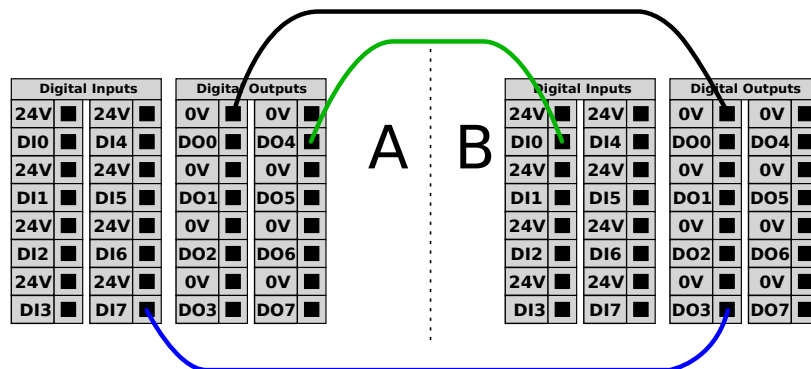 Digital Inputs Digital Outputs Digital Inputs Digital Outputs
24V 24V 0V 0V 24V 24V 0V 0V
DI0 DI4 DO0 DO4 A B DI0 DI4 DO0 DO4
24V 24V 0V 0V 24V 24V 0V 0V
DI1 DI5 DO1 DO5 DI1 DI5 DO1 DO5
24V 24V 0V 0V 24V 24V 0V 0V
DI2 DI6 DO2 DO6 DI2 DI6 DO2 DO6
24V 24V 0V 0V 24V 24V 0V 0V
DI3 DI7 DO3 DO7 DI3 DI7 DO3 DO7